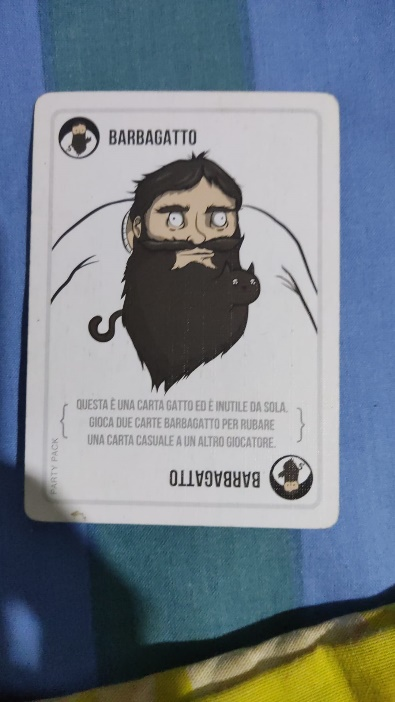 BARBAGATTO
QUESTA È UNA CARTA GATTO ED È INUTILE DA SOLA.
GIOCA DUE CARTE BARBAGATTO PER RUBARE
UNA CARTA CASUALE A UN ALTRO GIOCATORE.
PARTY PACK
BARBAGATTO